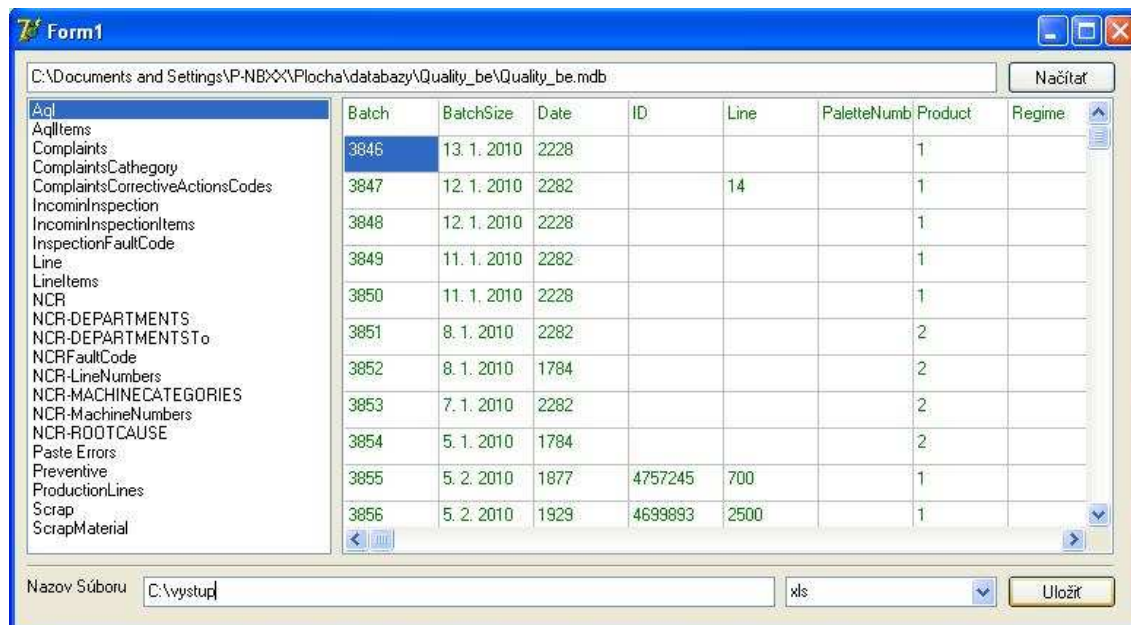 Form1
C:\Documents and Settings\P-NBXX\Plocha\databazy\Quality_be\Quality_be.mdb Načítať
Aql
AqlItems
Complaints
ComplaintsCathegory
ComplaintsCorrectiveActionsCodes
IncominInspection
IncominInspectionItems
InspectionFaultCode
Line
LineItems
NCR
NCR-DEPARTMENTS
NCR-DEPARTMENTSTo
NCRFaultCode
NCR-LineNumbers
NCR-MACHINECATEGORIES
NCR-MachineNumbers
NCR-ROOTCAUSE
Paste Errors
Preventive
ProductionLines
Scrap
ScrapMaterial
Batch BatchSize Date ID Line PaletteNumb Product Regime
3846 13. 1. 2010 2228 1
3847 12. 1. 2010 2282 14 1
3848 12. 1. 2010 2228 1
3849 11. 1. 2010 2282 1
3850 11. 1. 2010 2228 1
3851 8. 1. 2010 2282 2
3852 8. 1. 2010 1784 2
3853 7. 1. 2010 2282 2
3854 5. 1. 2010 1784 2
3855 5. 2. 2010 1877 4757245 700 1
3856 5. 2. 2010 1929 4699893 2500 1
Nazov Súboru C:\vystup xls Uložiť